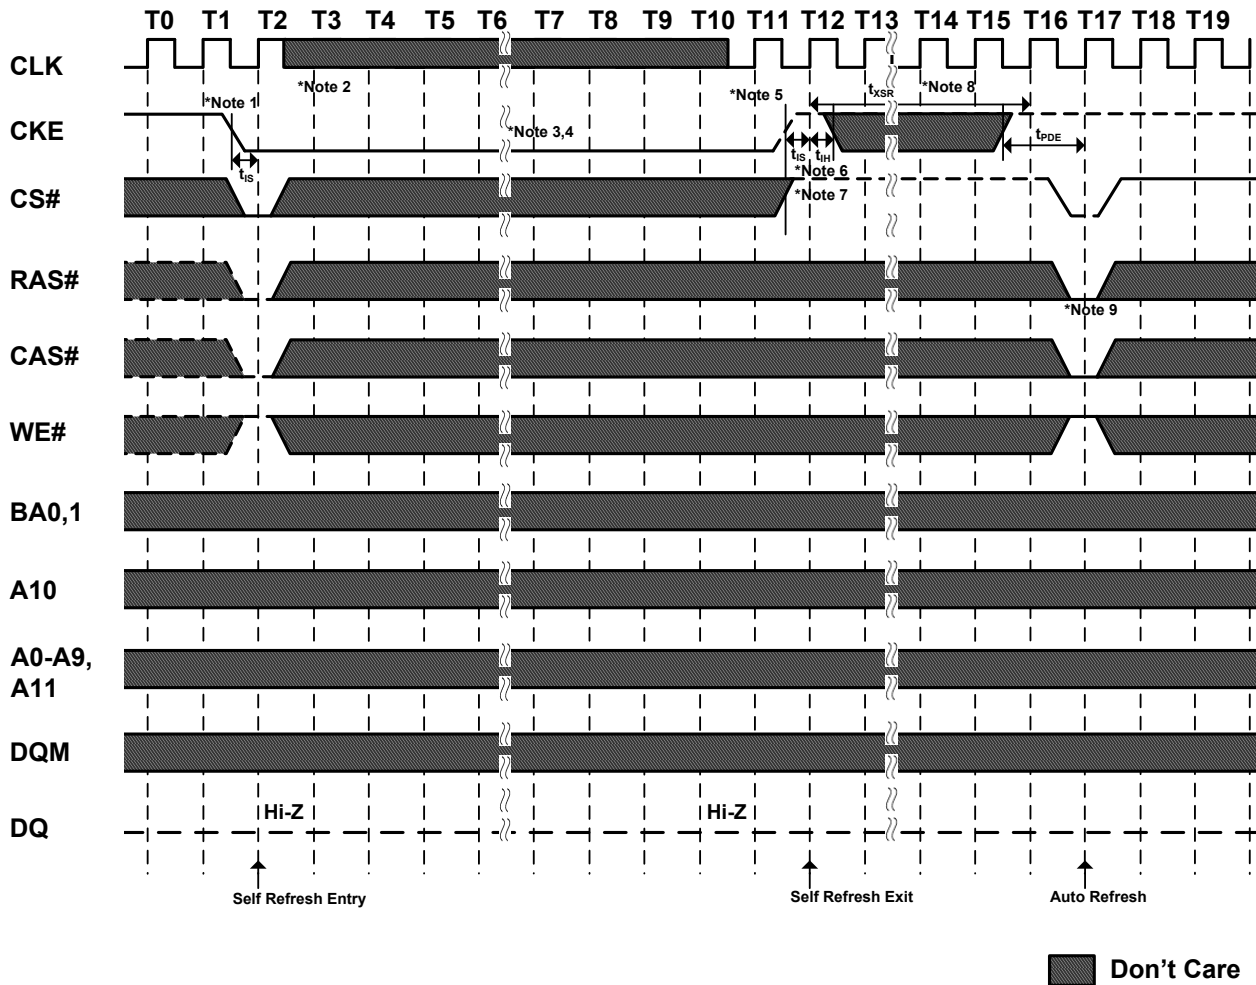 T0 T1 T2 T3 T4 T5 T6 T7 T8 T9 T10 T11 T12 T13 T14 T15 T16 T17 T18 T19
CLK
*Note 2
*Note 5
tXSR
*Note 8
*Note 1
CKE
*Note 3,4
tPDE
tIS
tIS
tIH
*Note 6
CS#
*Note 7
RAS#
*Note 9
CAS#
WE#
BA0,1
A10
A0-A9,
A11
DQM
Hi-Z
Hi-Z
DQ
Self Refresh Entry
Self Refresh Exit
Auto Refresh
Don't Care